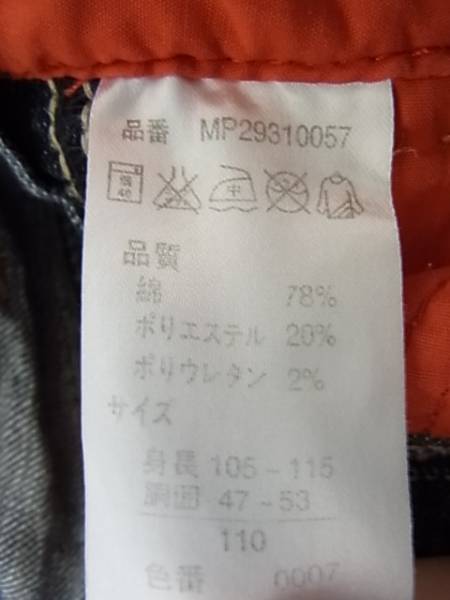 品番 MP29310057
中
品質
綿 78%
ポリエステル 20%
ポリウレタン 2%
サイズ
身長 105－115
胴囲 47～53
110
色番 0007